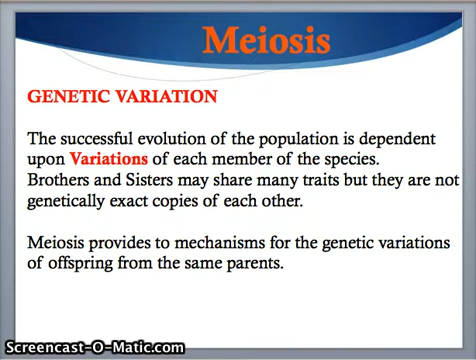 Meiosis
GENETIC VARIATION
The successful evolution of the population is dependent
upon Variations of each member of the species.
Brothers and Sisters may share many traits but they are not
genetically exact copies of each other.
Meiosis provides to mechanisms for the genetic variations
of offspring from the same parents.
Screencast-O-Matic.com